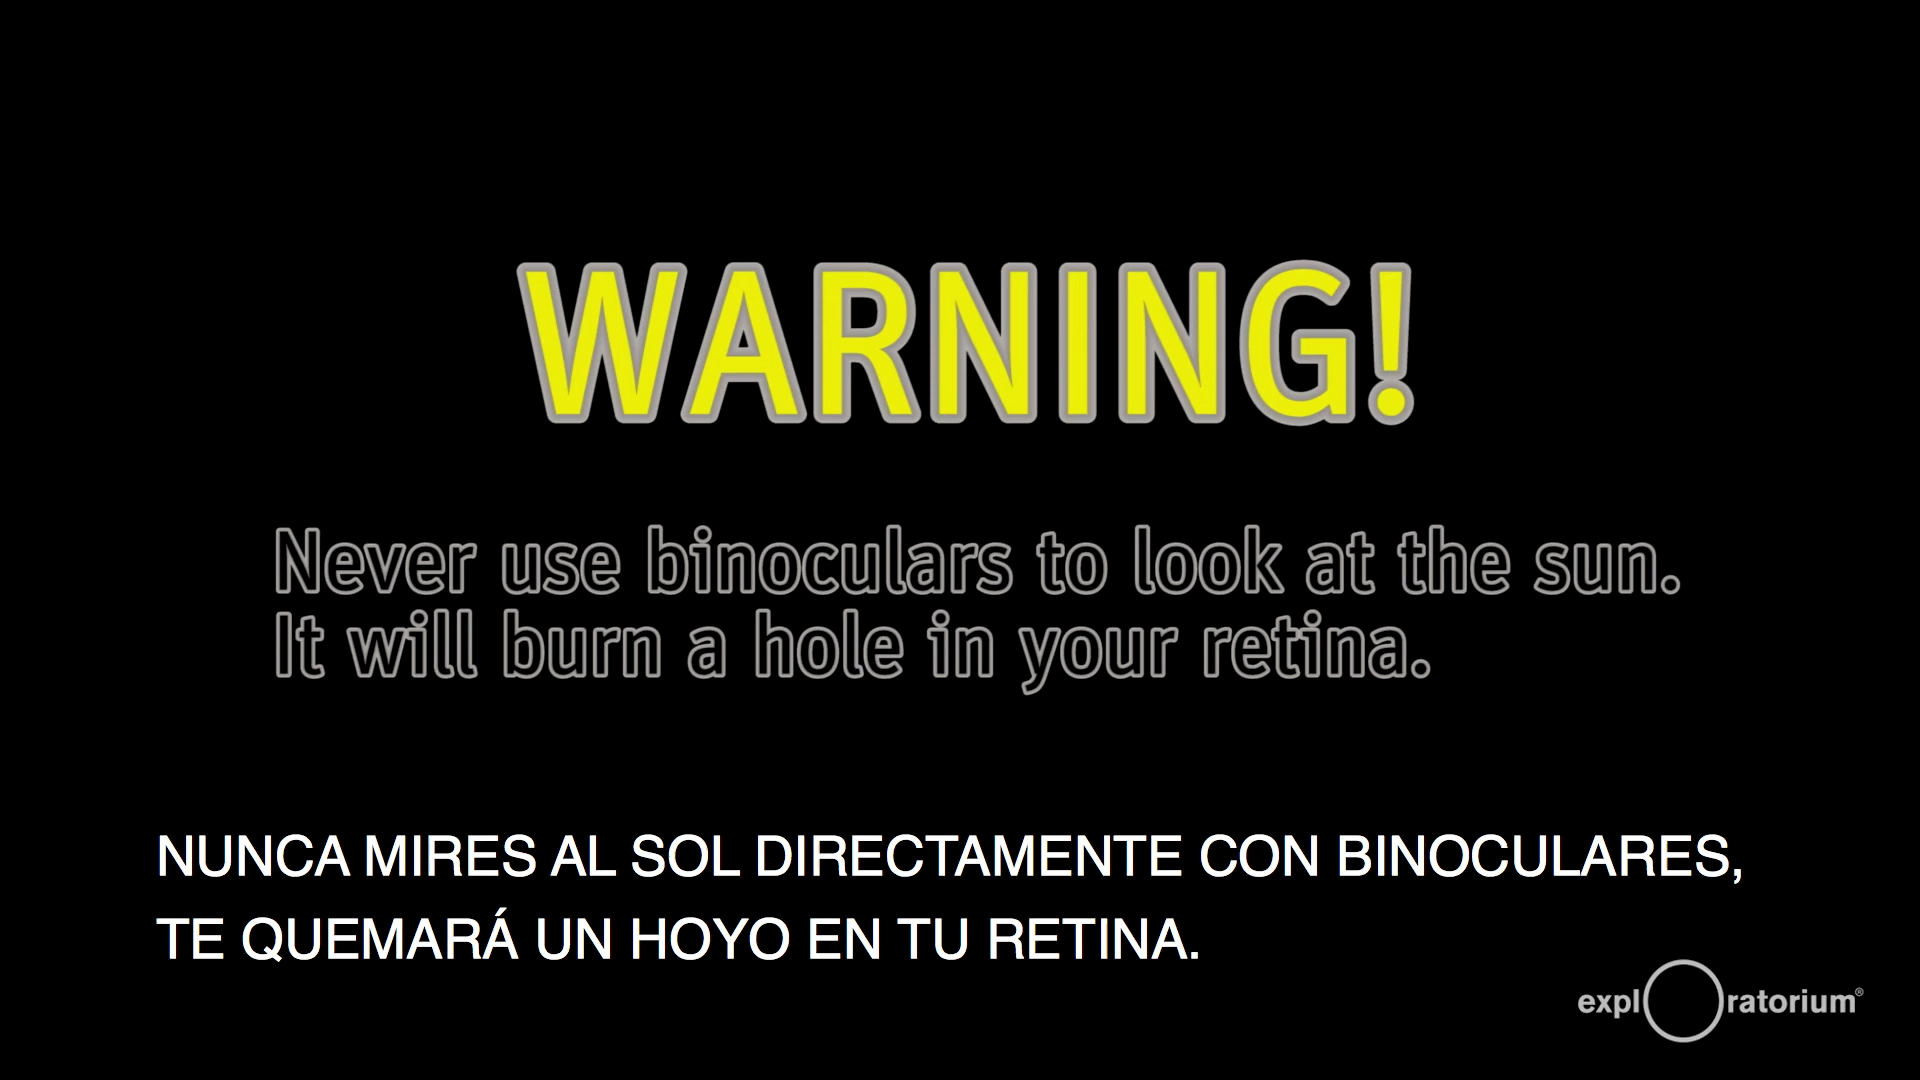 WARNING!
Never use binoculars to look at the sun.
It will burn a hole in your retina.
NUNCA MIRES AL SOL DIRECTAMENTE CON BINOCULARES,
TE QUEMARÁ UN HOYO EN TU RETINA.
explOratorium®